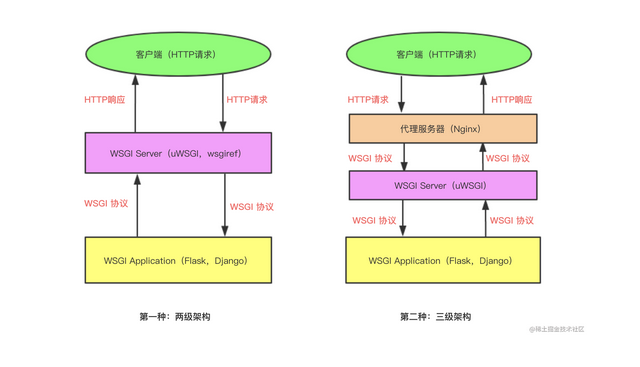 客户端（HTTP请求）
HTTP响应
HTTP请求
WSGI Server（uWSGI，wsgiref）
WSGI 协议
WSGI 协议
WSGI Application（Flask，Django）
第一种：两级架构
客户端（HTTP请求）
HTTP请求
HTTP响应
代理服务器（Nginx）
WSGI 协议
WSGI 协议
WSGI Server（uWSGI）
WSGI 协议
WSGI 协议
WSGI Application（Flask，Django）
第二种：三级架构
@稀土掘金技术社区